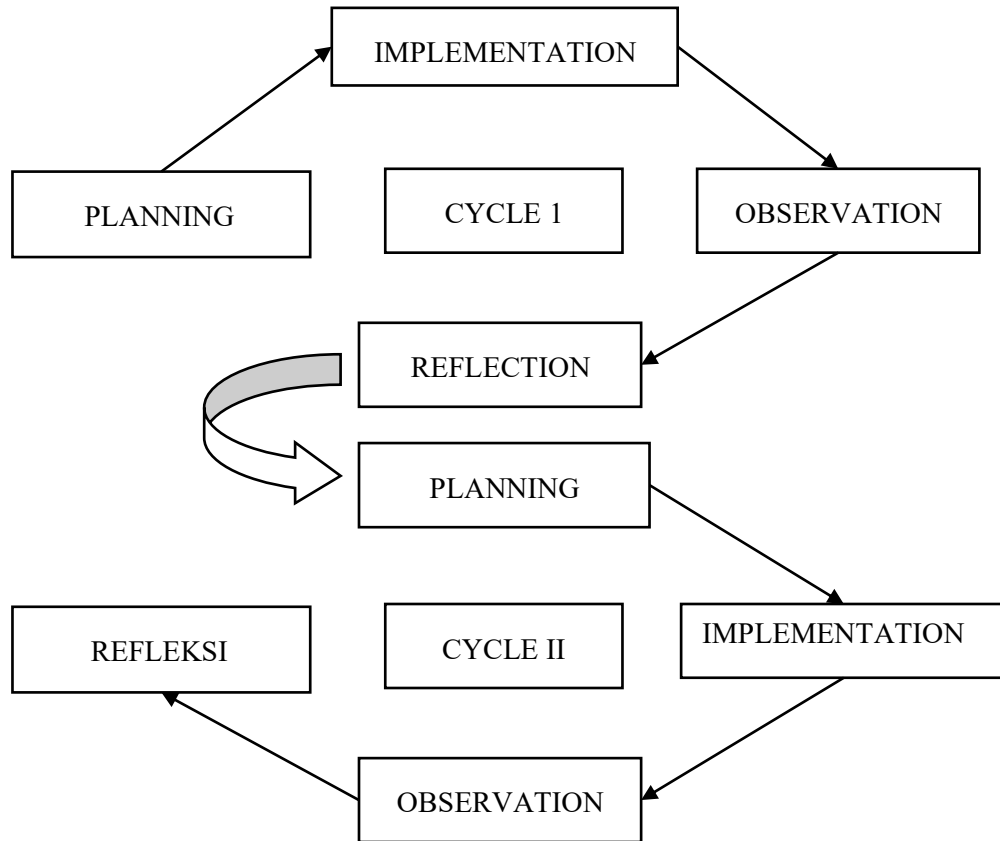 IMPLEMENTATION
PLANNING
CYCLE 1
OBSERVATION
REFLECTION
PLANNING
REFLEKSI
CYCLE II
IMPLEMENTATION
OBSERVATION